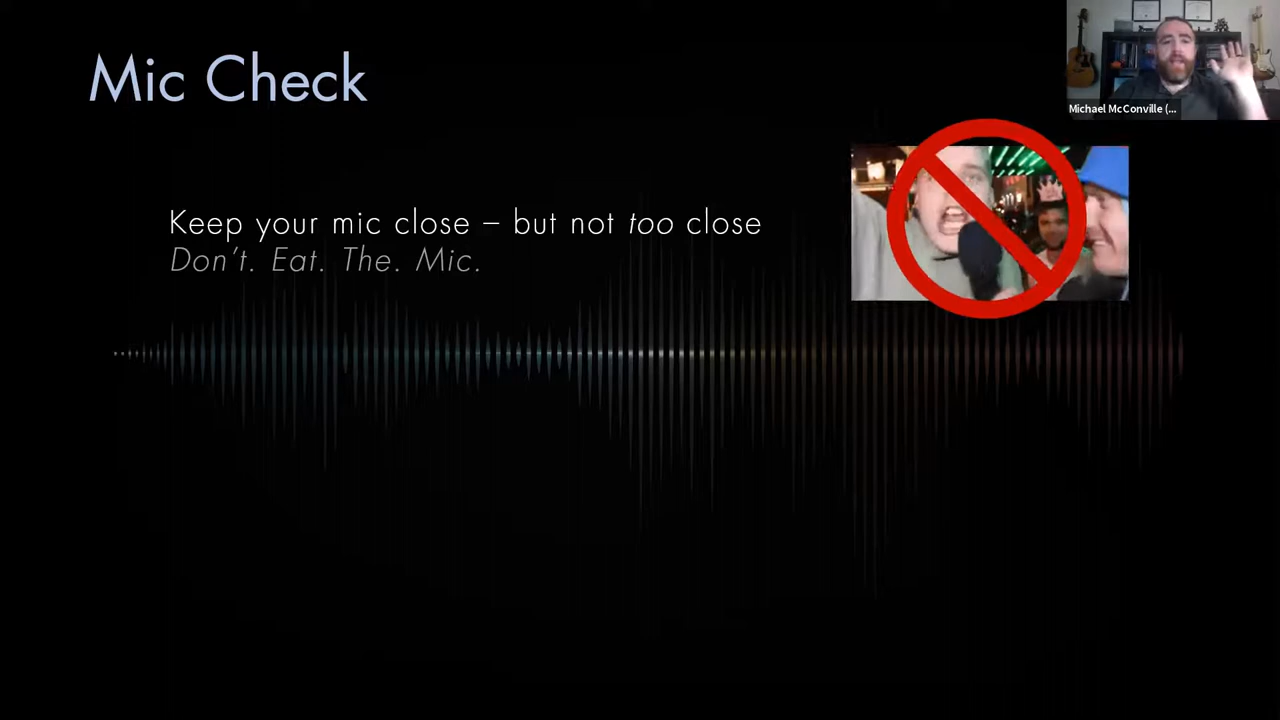 Mic Check
Michael McConville (...
Keep your mic close – but not too close
Don't. Eat. The. Mic.